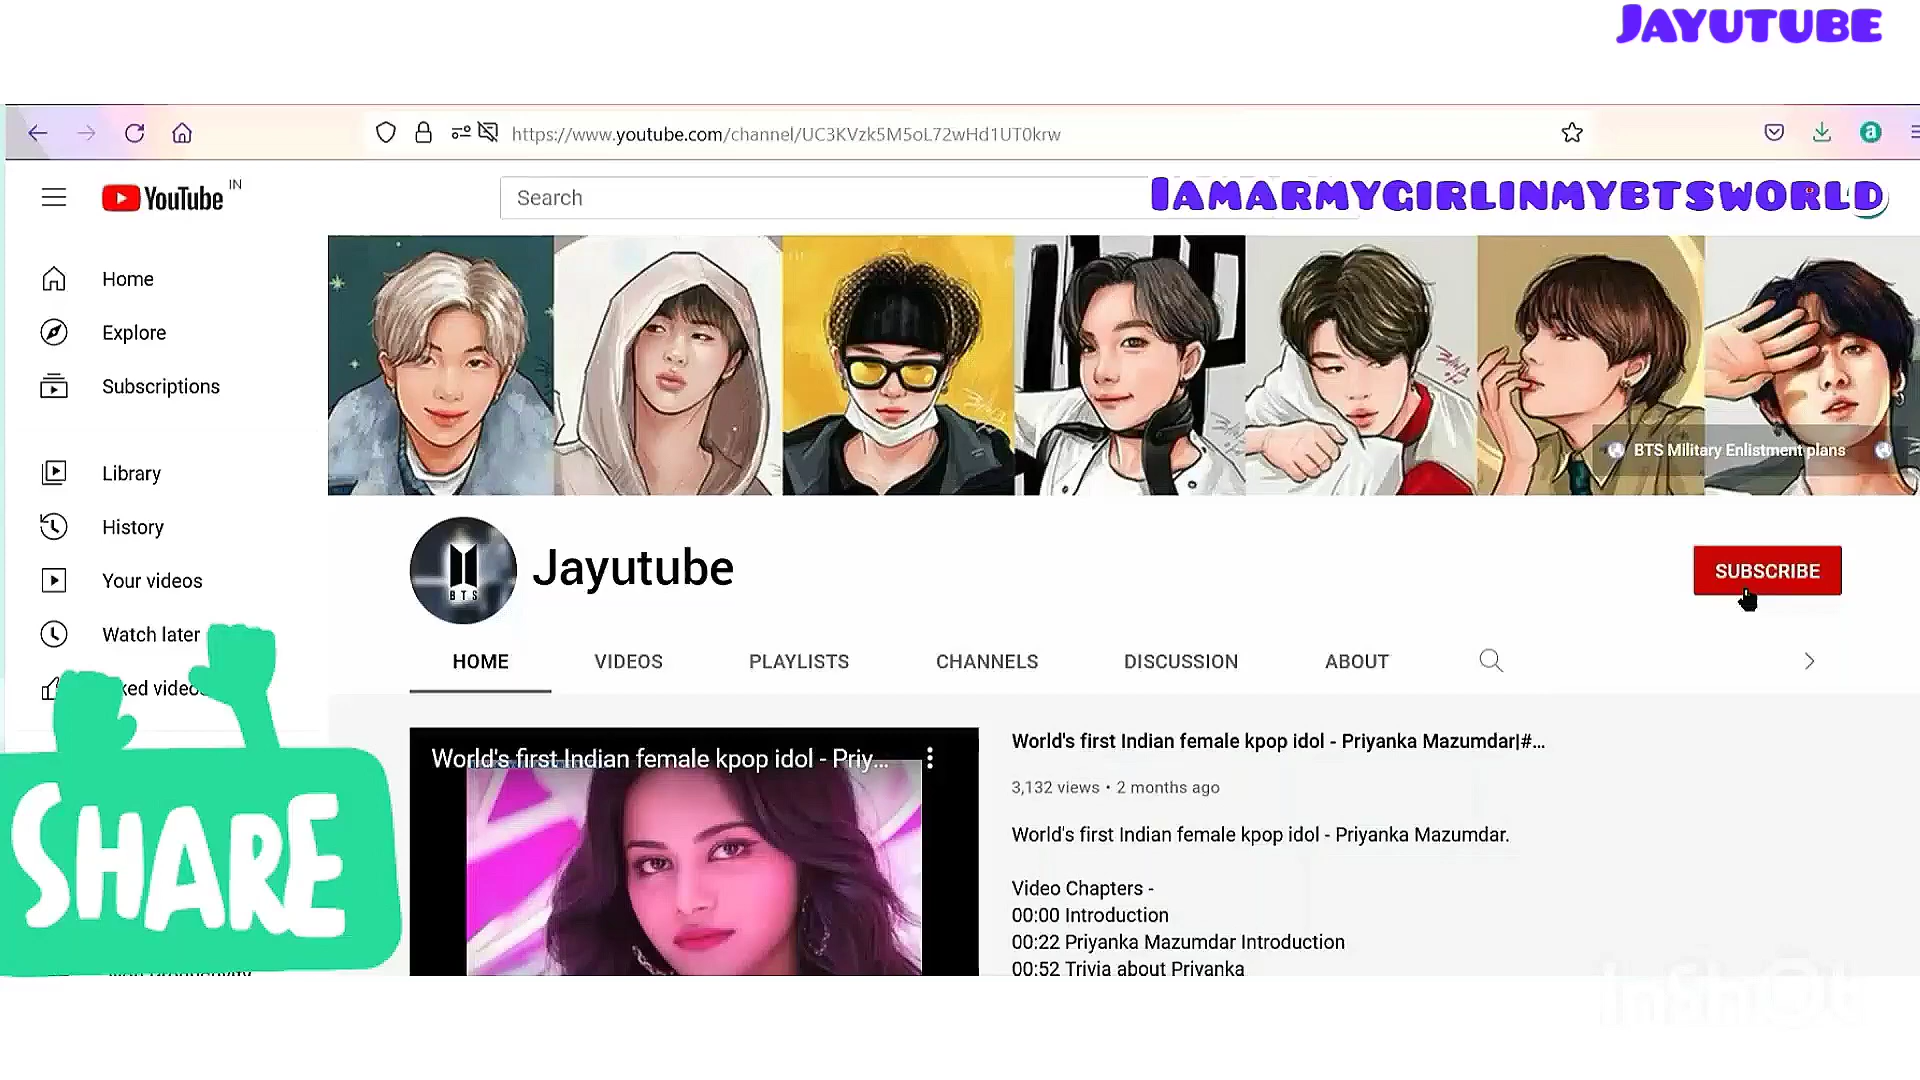 JAYUTUBE
https://www.youtube.com/channel/UC3KVzk5M5oL72wHd1UT0krw
YouTube IN
Search
IAMARMYGIRLINMYBTSWORLD
Home
Explore
Subscriptions
Library
History
Your videos
Watch later
ked videos
BTS Military Enlistment plans
BTS
Jayutube
SUBSCRIBE
HOME VIDEOS PLAYLISTS CHANNELS DISCUSSION ABOUT
SHARE
World's first Indian female kpop idol - Priy...
World's first Indian female kpop idol - Priyanka Mazumdar|#...
3,132 views • 2 months ago
World's first Indian female kpop idol - Priyanka Mazumdar.
Video Chapters -
00:00 Introduction
00:22 Priyanka Mazumdar Introduction
00:52 Trivia about Priyanka
InShOt